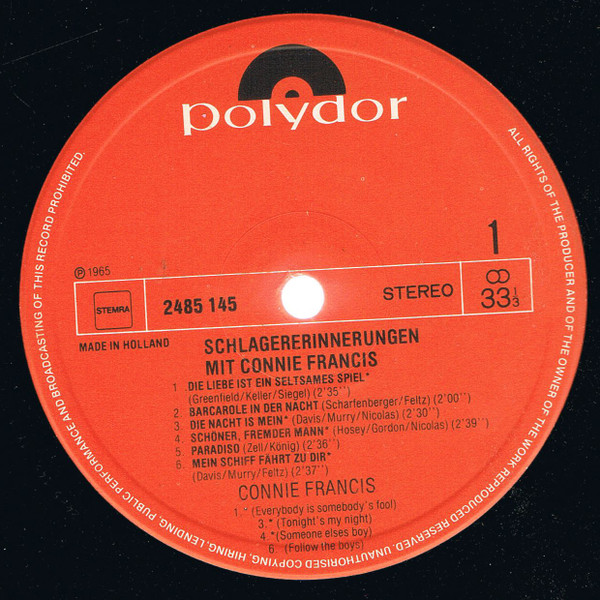 polydor
1
℗ 1965
STEMRA
2485 145
STEREO
33 1/3
MADE IN HOLLAND
SCHLAGERERINNERUNGEN
MIT CONNIE FRANCIS
1. DIE LIEBE IST EIN SELTSAMES SPIEL*
(Greenfield/Keller/Siegel) (2'35'')
2. BARCAROLE IN DER NACHT (Scharfenberger/Feltz) (2'00'')
3. DIE NACHT IS MEIN* (Davis/Murry/Nicolas) (2'30'')
4. SCHÖNER, FREMDER MANN* (Hosey/Gordon/Nicolas) (2'39'')
5. PARADISO (Zell/König) (2'36'')
6. MEIN SCHIFF FÄHRT ZU DIR*
(Davis/Murry/Feltz) (2'37'')
CONNIE FRANCIS
1.* (Everybody is somebody's fool)
3.* (Tonight's my night)
4.* (Someone elses boy)
6. (Follow the boys)
ALL RIGHTS OF THE PRODUCER AND OF THE OWNER OF THE WORK REPRODUCED RESERVED. UNAUTHORISED COPYING, HIRING, LENDING, PUBLIC PERFORMANCE AND BROADCASTING OF THIS RECORD PROHIBITED.